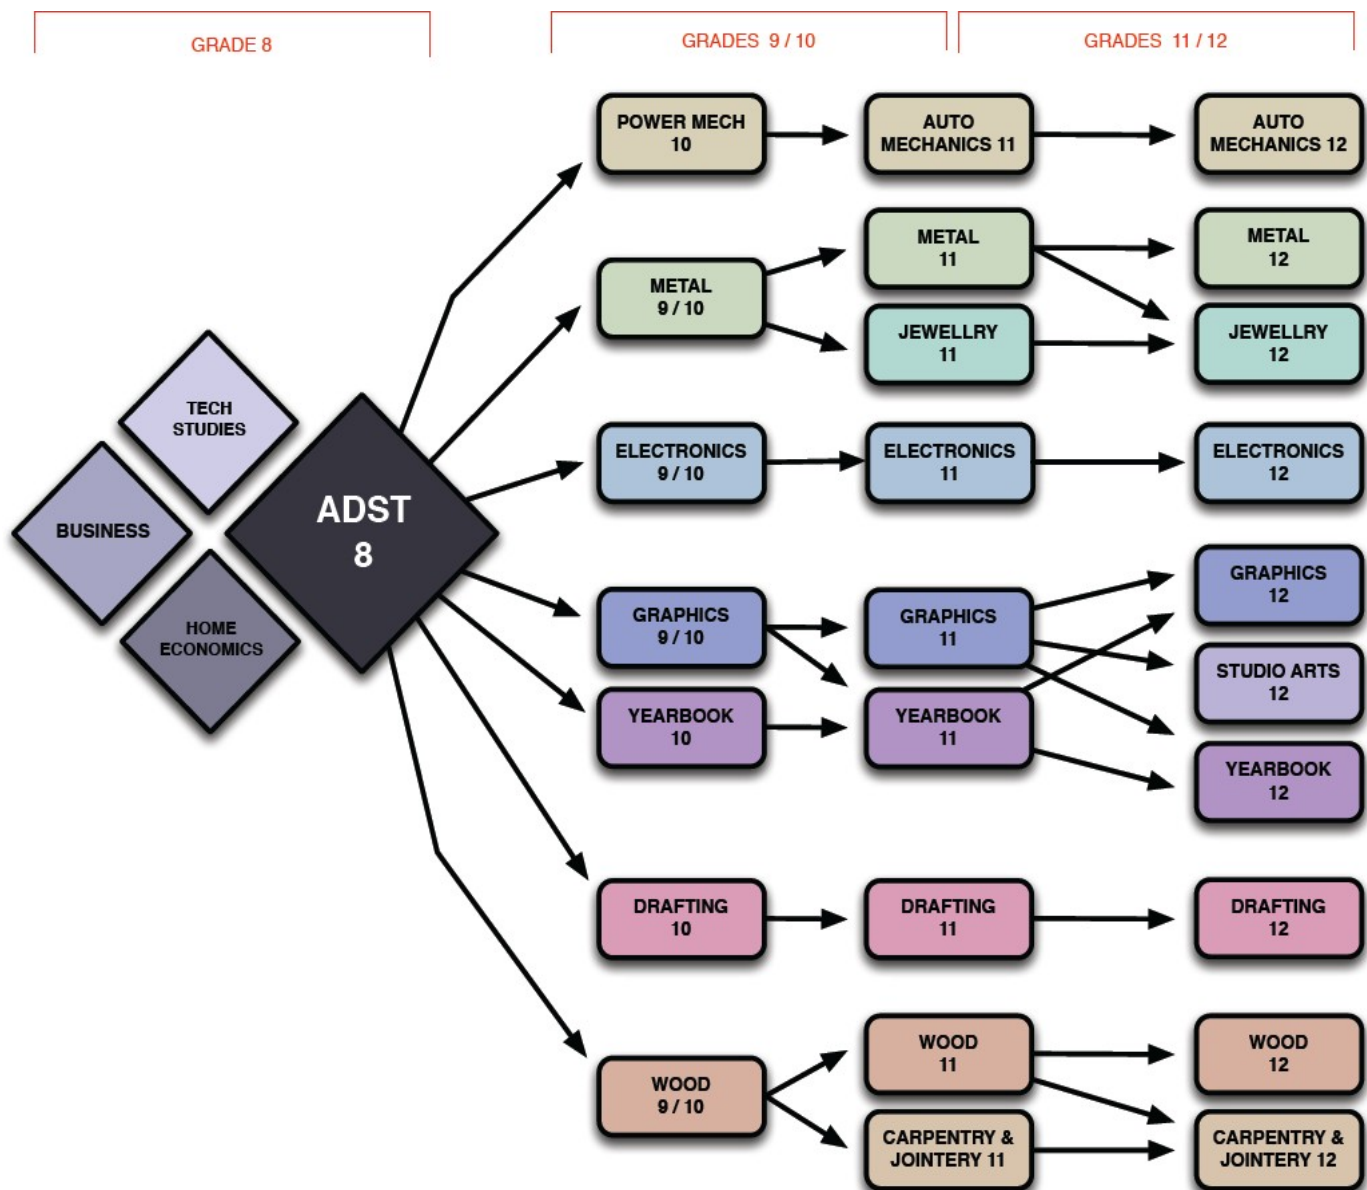 GRADE 8
GRADES 9 / 10
GRADES 11 / 12
TECH
STUDIES
BUSINESS
HOME
ECONOMICS
ADST
8
POWER MECH
10
AUTO
MECHANICS 11
AUTO
MECHANICS 12
METAL
9 / 10
METAL
11
METAL
12
JEWELLRY
11
JEWELLRY
12
ELECTRONICS
9 / 10
ELECTRONICS
11
ELECTRONICS
12
GRAPHICS
9 / 10
GRAPHICS
11
GRAPHICS
12
STUDIO ARTS
12
YEARBOOK
10
YEARBOOK
11
YEARBOOK
12
DRAFTING
10
DRAFTING
11
DRAFTING
12
WOOD
9 / 10
WOOD
11
WOOD
12
CARPENTRY &
JOINTERY 11
CARPENTRY &
JOINTERY 12